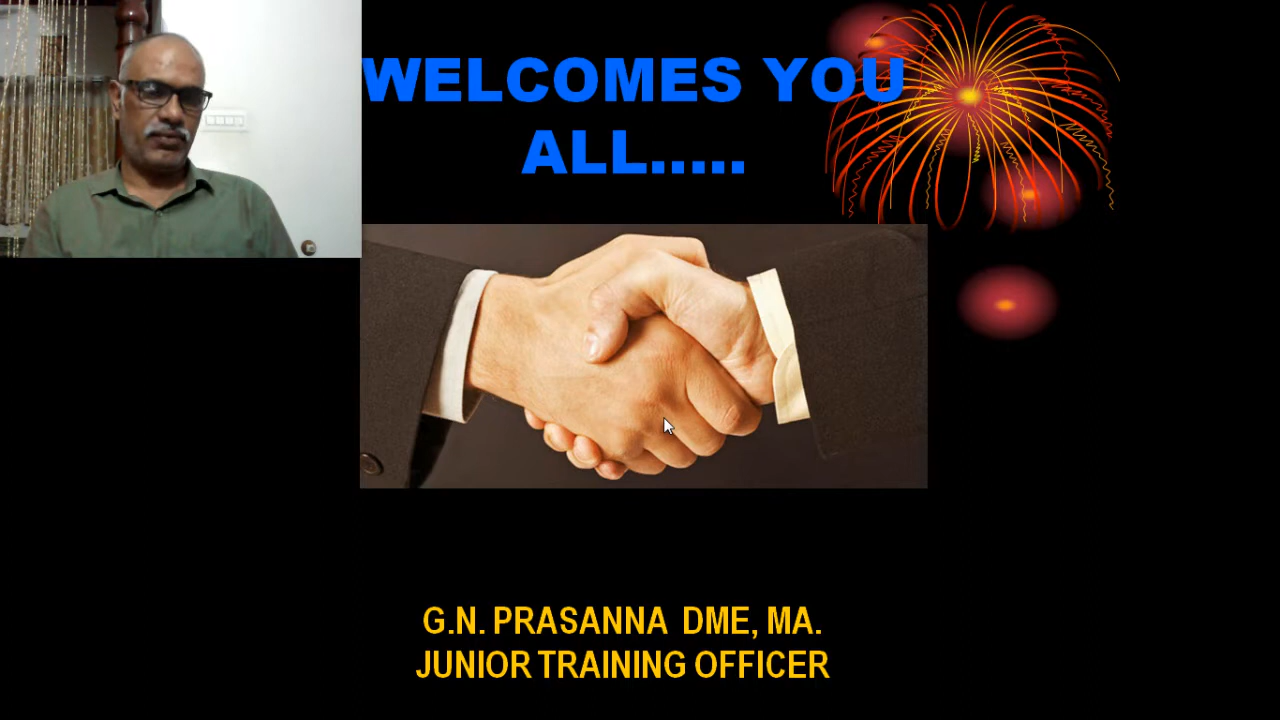 WELCOMES YOU
ALL.....
G.N. PRASANNA DME, MA.
JUNIOR TRAINING OFFICER